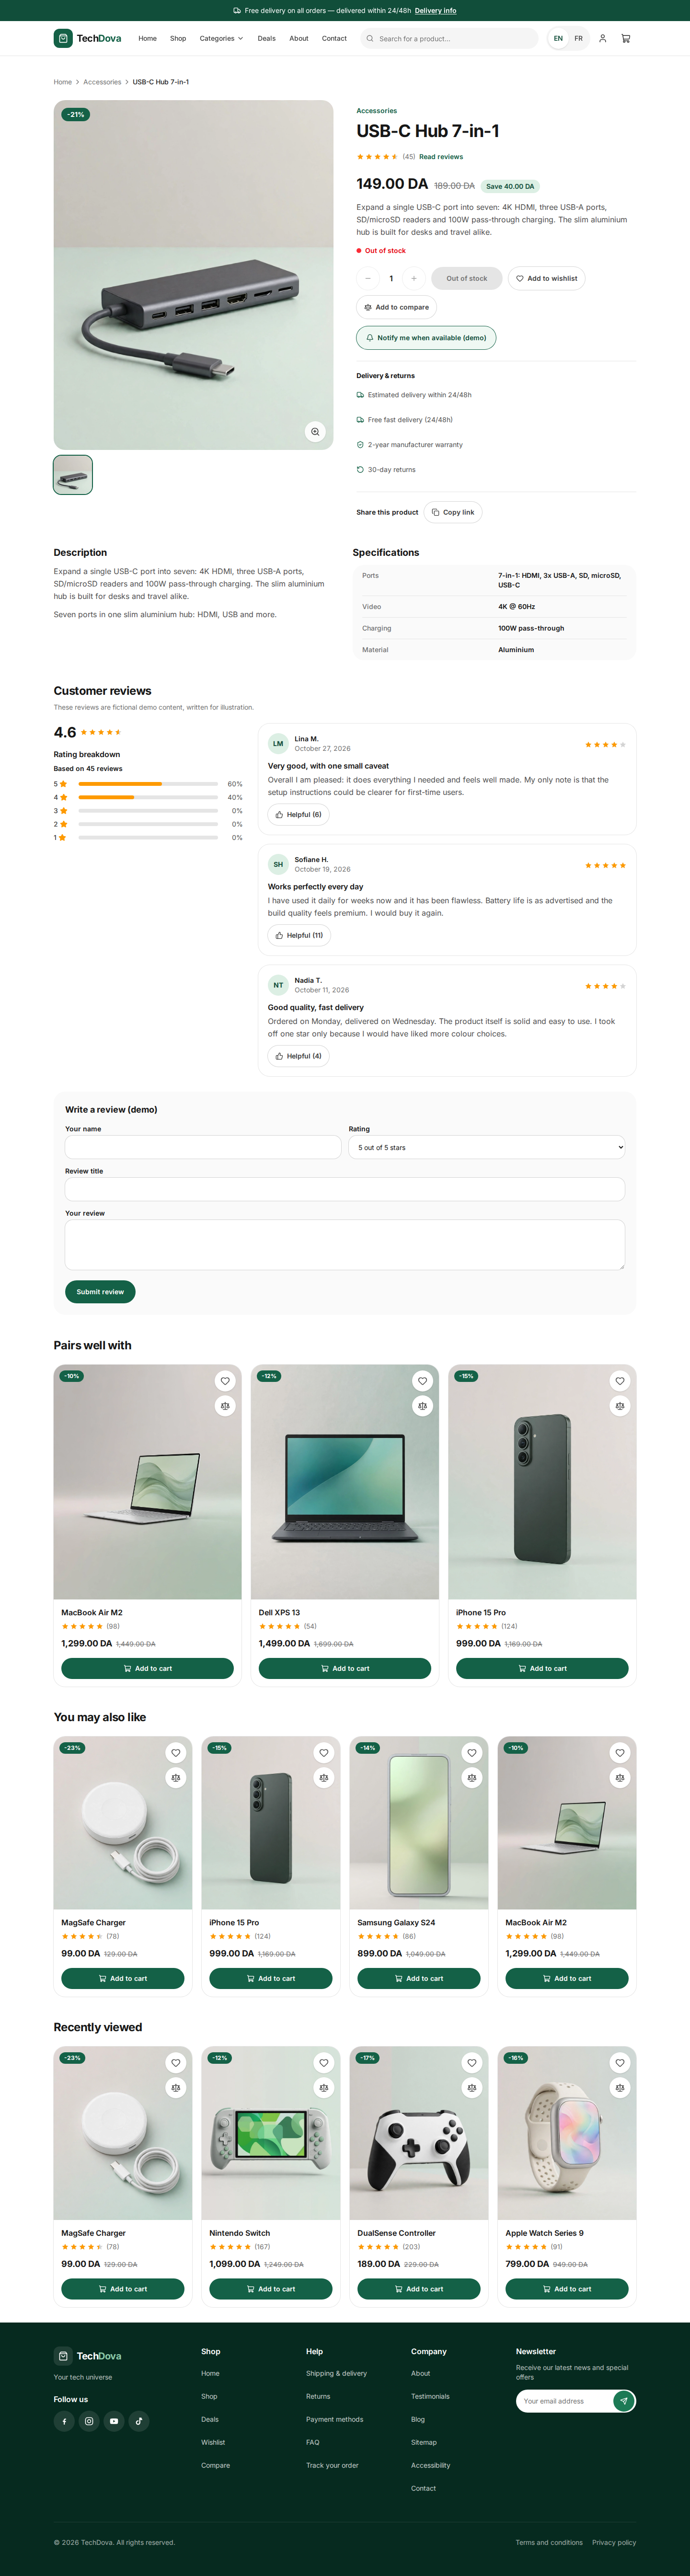 Free delivery on all orders — delivered within 24/48h Delivery info
TechDova Home Shop Categories Deals About Contact Search for a product... EN FR
Home > Accessories > USB-C Hub 7-in-1
-21%
Accessories
USB-C Hub 7-in-1
(45) Read reviews
149.00 DA 189.00 DA Save 40.00 DA
Expand a single USB-C port into seven: 4K HDMI, three USB-A ports,
SD/microSD readers and 100W pass-through charging. The slim aluminium
hub is built for desks and travel alike.
Out of stock
− 1 + Out of stock Add to wishlist
Add to compare
Notify me when available (demo)
Delivery & returns
Estimated delivery within 24/48h
Free fast delivery (24/48h)
2-year manufacturer warranty
30-day returns
Share this product Copy link
Description
Expand a single USB-C port into seven: 4K HDMI, three USB-A ports,
SD/microSD readers and 100W pass-through charging. The slim aluminium
hub is built for desks and travel alike.
Seven ports in one slim aluminium hub: HDMI, USB and more.
Specifications
Ports 7-in-1: HDMI, 3x USB-A, SD, microSD,
USB-C
Video 4K @ 60Hz
Charging 100W pass-through
Material Aluminium
Customer reviews
These reviews are fictional demo content, written for illustration.
4.6
Rating breakdown
Based on 45 reviews
5 60%
4 40%
3 0%
2 0%
1 0%
LM Lina M.
October 27, 2026
Very good, with one small caveat
Overall I am pleased: it does everything I needed and feels well made. My only note is that the
setup instructions could be clearer for first-time users.
Helpful (6)
SH Sofiane H.
October 19, 2026
Works perfectly every day
I have used it daily for weeks now and it has been flawless. Battery life is as advertised and the
build quality feels premium. I would buy it again.
Helpful (11)
NT Nadia T.
October 11, 2026
Good quality, fast delivery
Ordered on Monday, delivered on Wednesday. The product itself is solid and easy to use. I took
off one star only because I would have liked more colour choices.
Helpful (4)
Write a review (demo)
Your name Rating
5 out of 5 stars
Review title
Your review
Submit review
Pairs well with
-10% -12% -15%
MacBook Air M2 Dell XPS 13 iPhone 15 Pro
(98) (54) (124)
1,299.00 DA 1,449.00 DA 1,499.00 DA 1,699.00 DA 999.00 DA 1,169.00 DA
Add to cart Add to cart Add to cart
You may also like
-23% -15% -14% -10%
MagSafe Charger iPhone 15 Pro Samsung Galaxy S24 MacBook Air M2
(78) (124) (86) (98)
99.00 DA 129.00 DA 999.00 DA 1,169.00 DA 899.00 DA 1,049.00 DA 1,299.00 DA 1,449.00 DA
Add to cart Add to cart Add to cart Add to cart
Recently viewed
-23% -12% -17% -16%
MagSafe Charger Nintendo Switch DualSense Controller Apple Watch Series 9
(78) (167) (203) (91)
99.00 DA 129.00 DA 1,099.00 DA 1,249.00 DA 189.00 DA 229.00 DA 799.00 DA 949.00 DA
Add to cart Add to cart Add to cart Add to cart
TechDova
Your tech universe
Follow us
Shop
Home
Shop
Deals
Wishlist
Compare
Help
Shipping & delivery
Returns
Payment methods
FAQ
Track your order
Company
About
Testimonials
Blog
Sitemap
Accessibility
Contact
Newsletter
Receive our latest news and special
offers
Your email address
© 2026 TechDova. All rights reserved. Terms and conditions Privacy policy